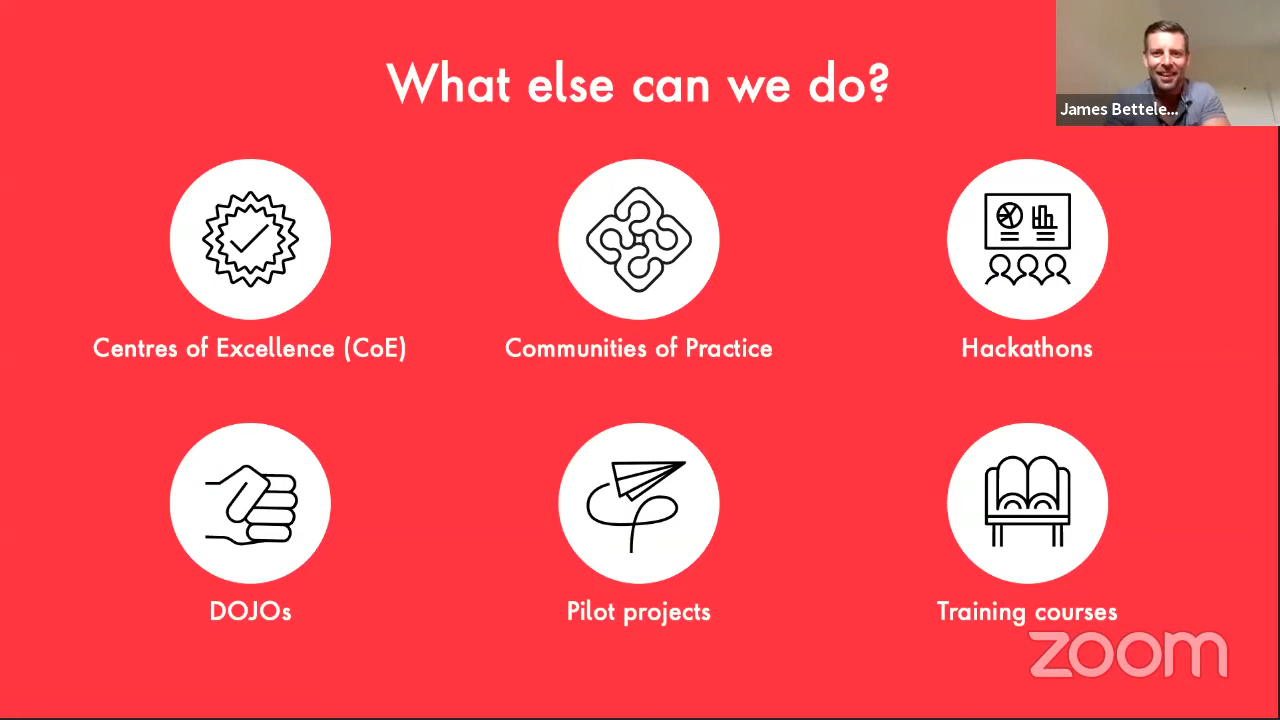 What else can we do?
James Bettele...
Centres of Excellence (CoE)
Communities of Practice
Hackathons
DOJOs
Pilot projects
Training courses
zoom